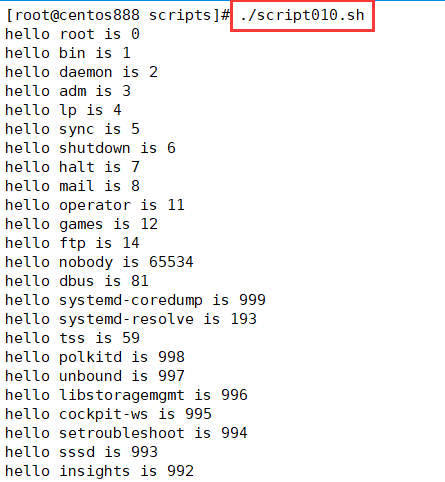 [root@centos888 scripts]# ./script010.sh
hello root is 0
hello bin is 1
hello daemon is 2
hello adm is 3
hello lp is 4
hello sync is 5
hello shutdown is 6
hello halt is 7
hello mail is 8
hello operator is 11
hello games is 12
hello ftp is 14
hello nobody is 65534
hello dbus is 81
hello systemd-coredump is 999
hello systemd-resolve is 193
hello tss is 59
hello polkitd is 998
hello unbound is 997
hello libstoragemgmt is 996
hello cockpit-ws is 995
hello setroubleshoot is 994
hello sssd is 993
hello insights is 992